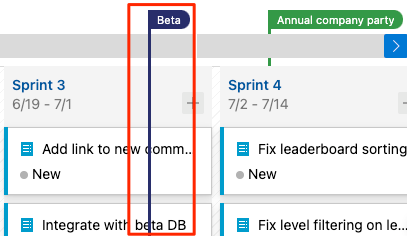 Beta
Annual company party
Sprint 3
6/19 - 7/1
Sprint 4
7/2 - 7/14
Add link to new comm...
New
Fix leaderboard sorting
New
Integrate with beta DB
Fix level filtering on le...